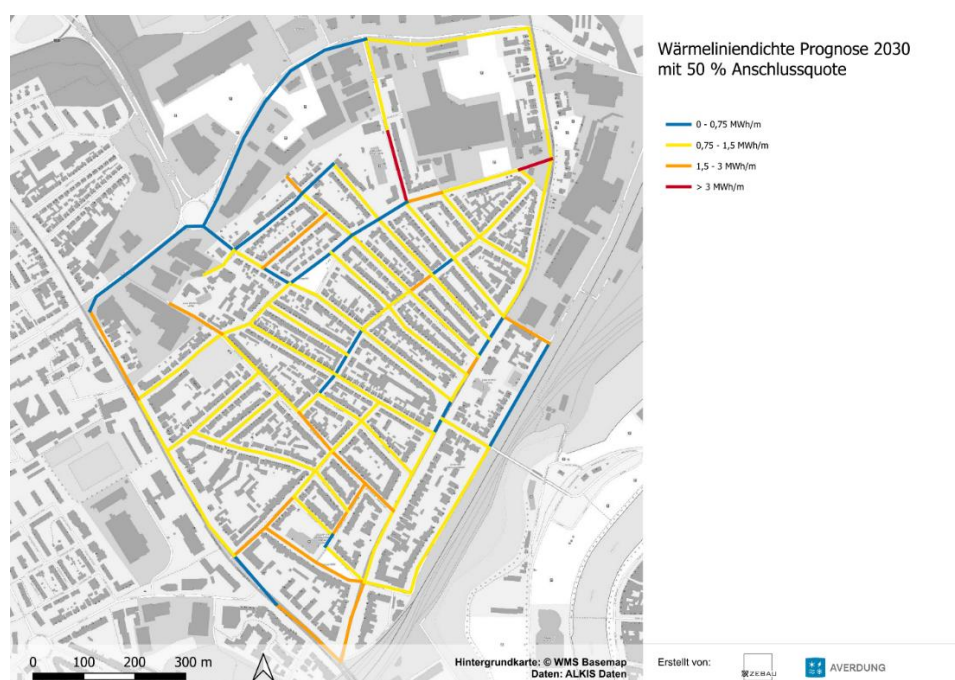 Wärmeliniendichte Prognose 2030
mit 50 % Anschlussquote
0 - 0,75 MWh/m
0,75 - 1,5 MWh/m
1,5 - 3 MWh/m
> 3 MWh/m
0 100 200 300 m
Hintergrundkarte: © WMS Basemap
Daten: ALKIS Daten
Erstellt von:
ZEBAU
AVERDUNG